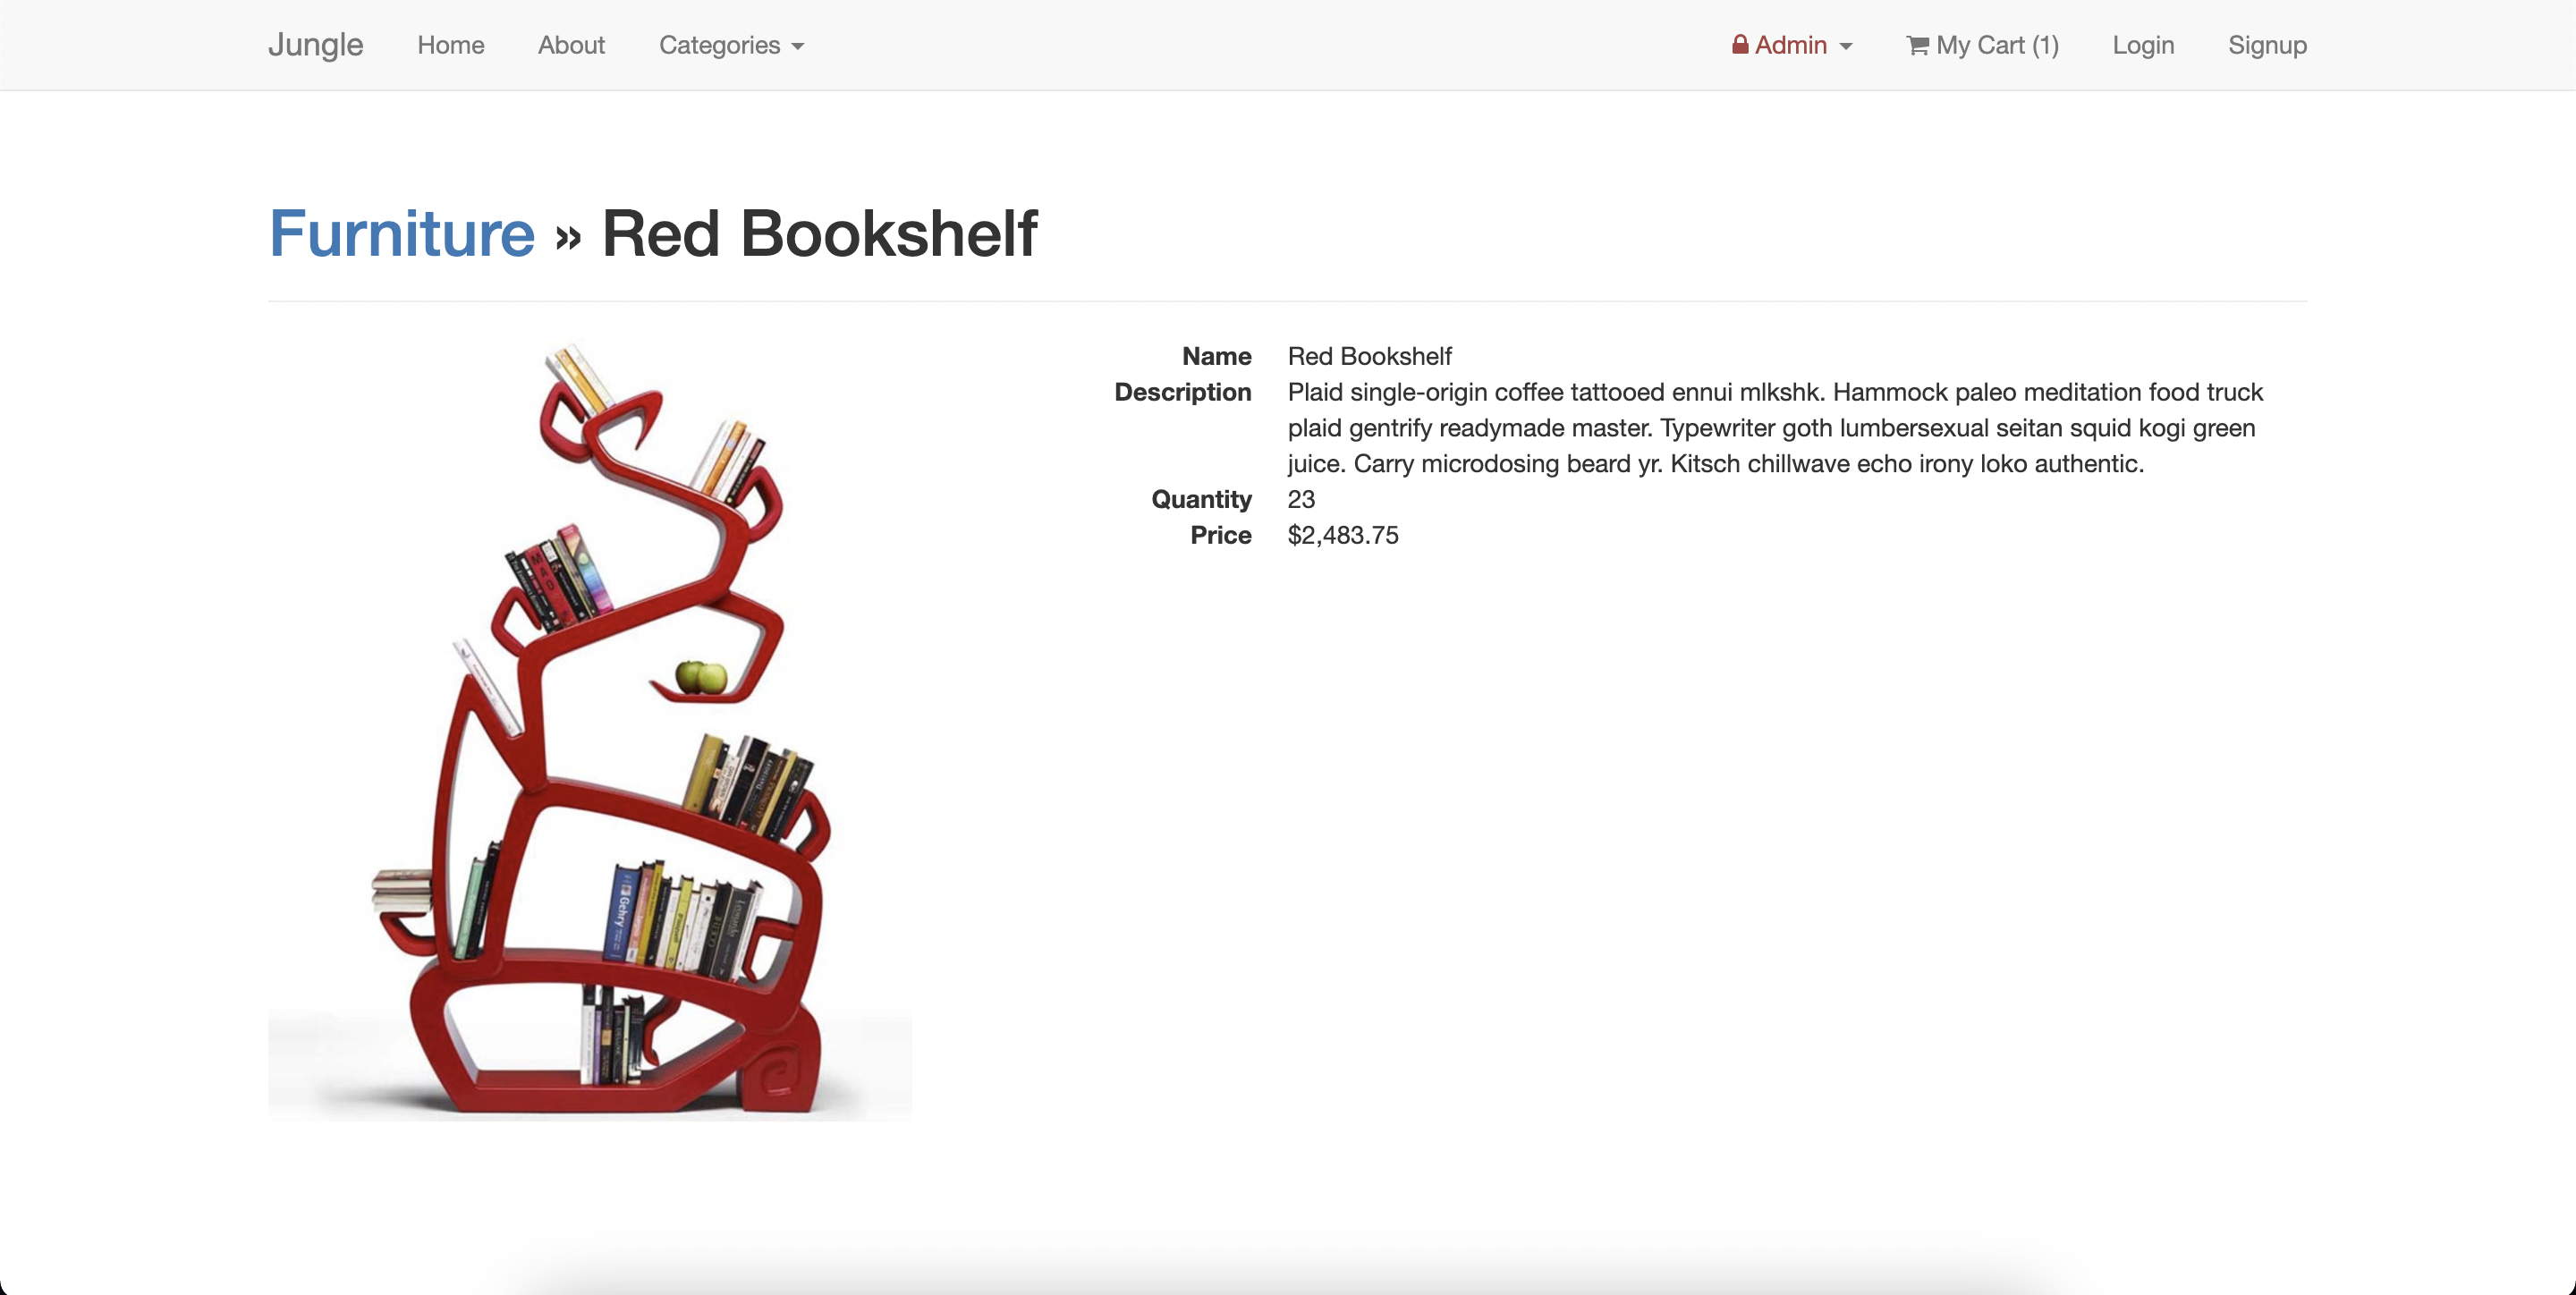 Jungle Home About Categories Admin My Cart (1) Login Signup
Furniture » Red Bookshelf
Name Red Bookshelf
Description Plaid single-origin coffee tattooed ennui mlkshk. Hammock paleo meditation food truck
plaid gentrify readymade master. Typewriter goth lumbersexual seitan squid kogi green
juice. Carry microdosing beard yr. Kitsch chillwave echo irony loko authentic.
Quantity 23
Price $2,483.75
MAD
Gehry